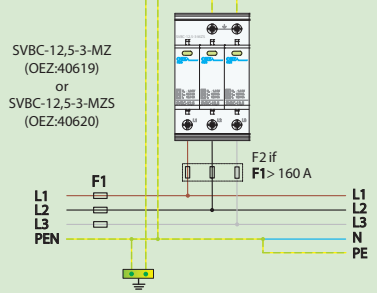 SVBC-12,5-3-MZ
(OEZ:40619)
or
SVBC-12,5-3-MZS
(OEZ:40620)
F2 if
F1> 160 A
F1
L1
L2
L3
PEN
L1
L2
L3
N
PE